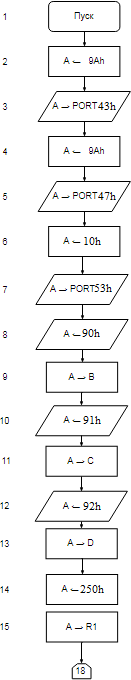 1 Пуск
2 A ← 9Ah
3 A → PORT43h
4 A ← 9Ah
5 A → PORT47h
6 A ← 10h
7 A → PORT53h
8 A ← 90h
9 A → B
10 A ← 91h
11 A → C
12 A ← 92h
13 A → D
14 A ← 250h
15 A → R1
18